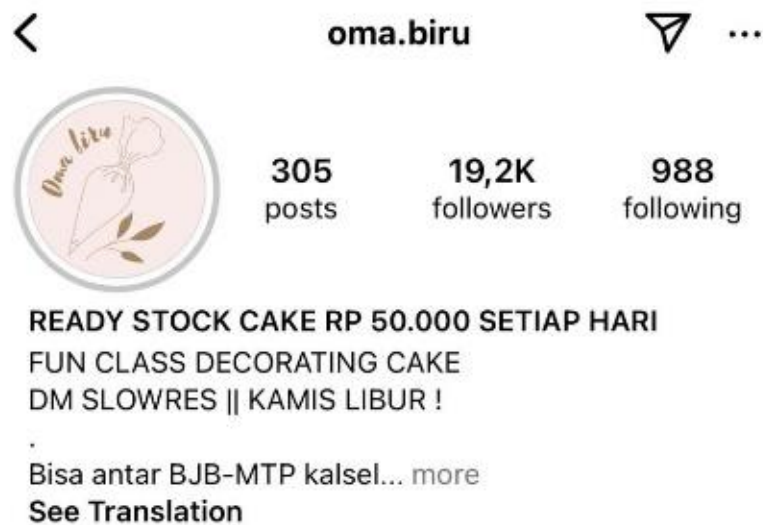 oma.biru
Oma biru
305
19,2K
988
posts
followers
following
READY STOCK CAKE RP 50.000 SETIAP HARI
FUN CLASS DECORATING CAKE
DM SLOWRES || KAMIS LIBUR !
.
Bisa antar BJB-MTP kalsel... more
See Translation